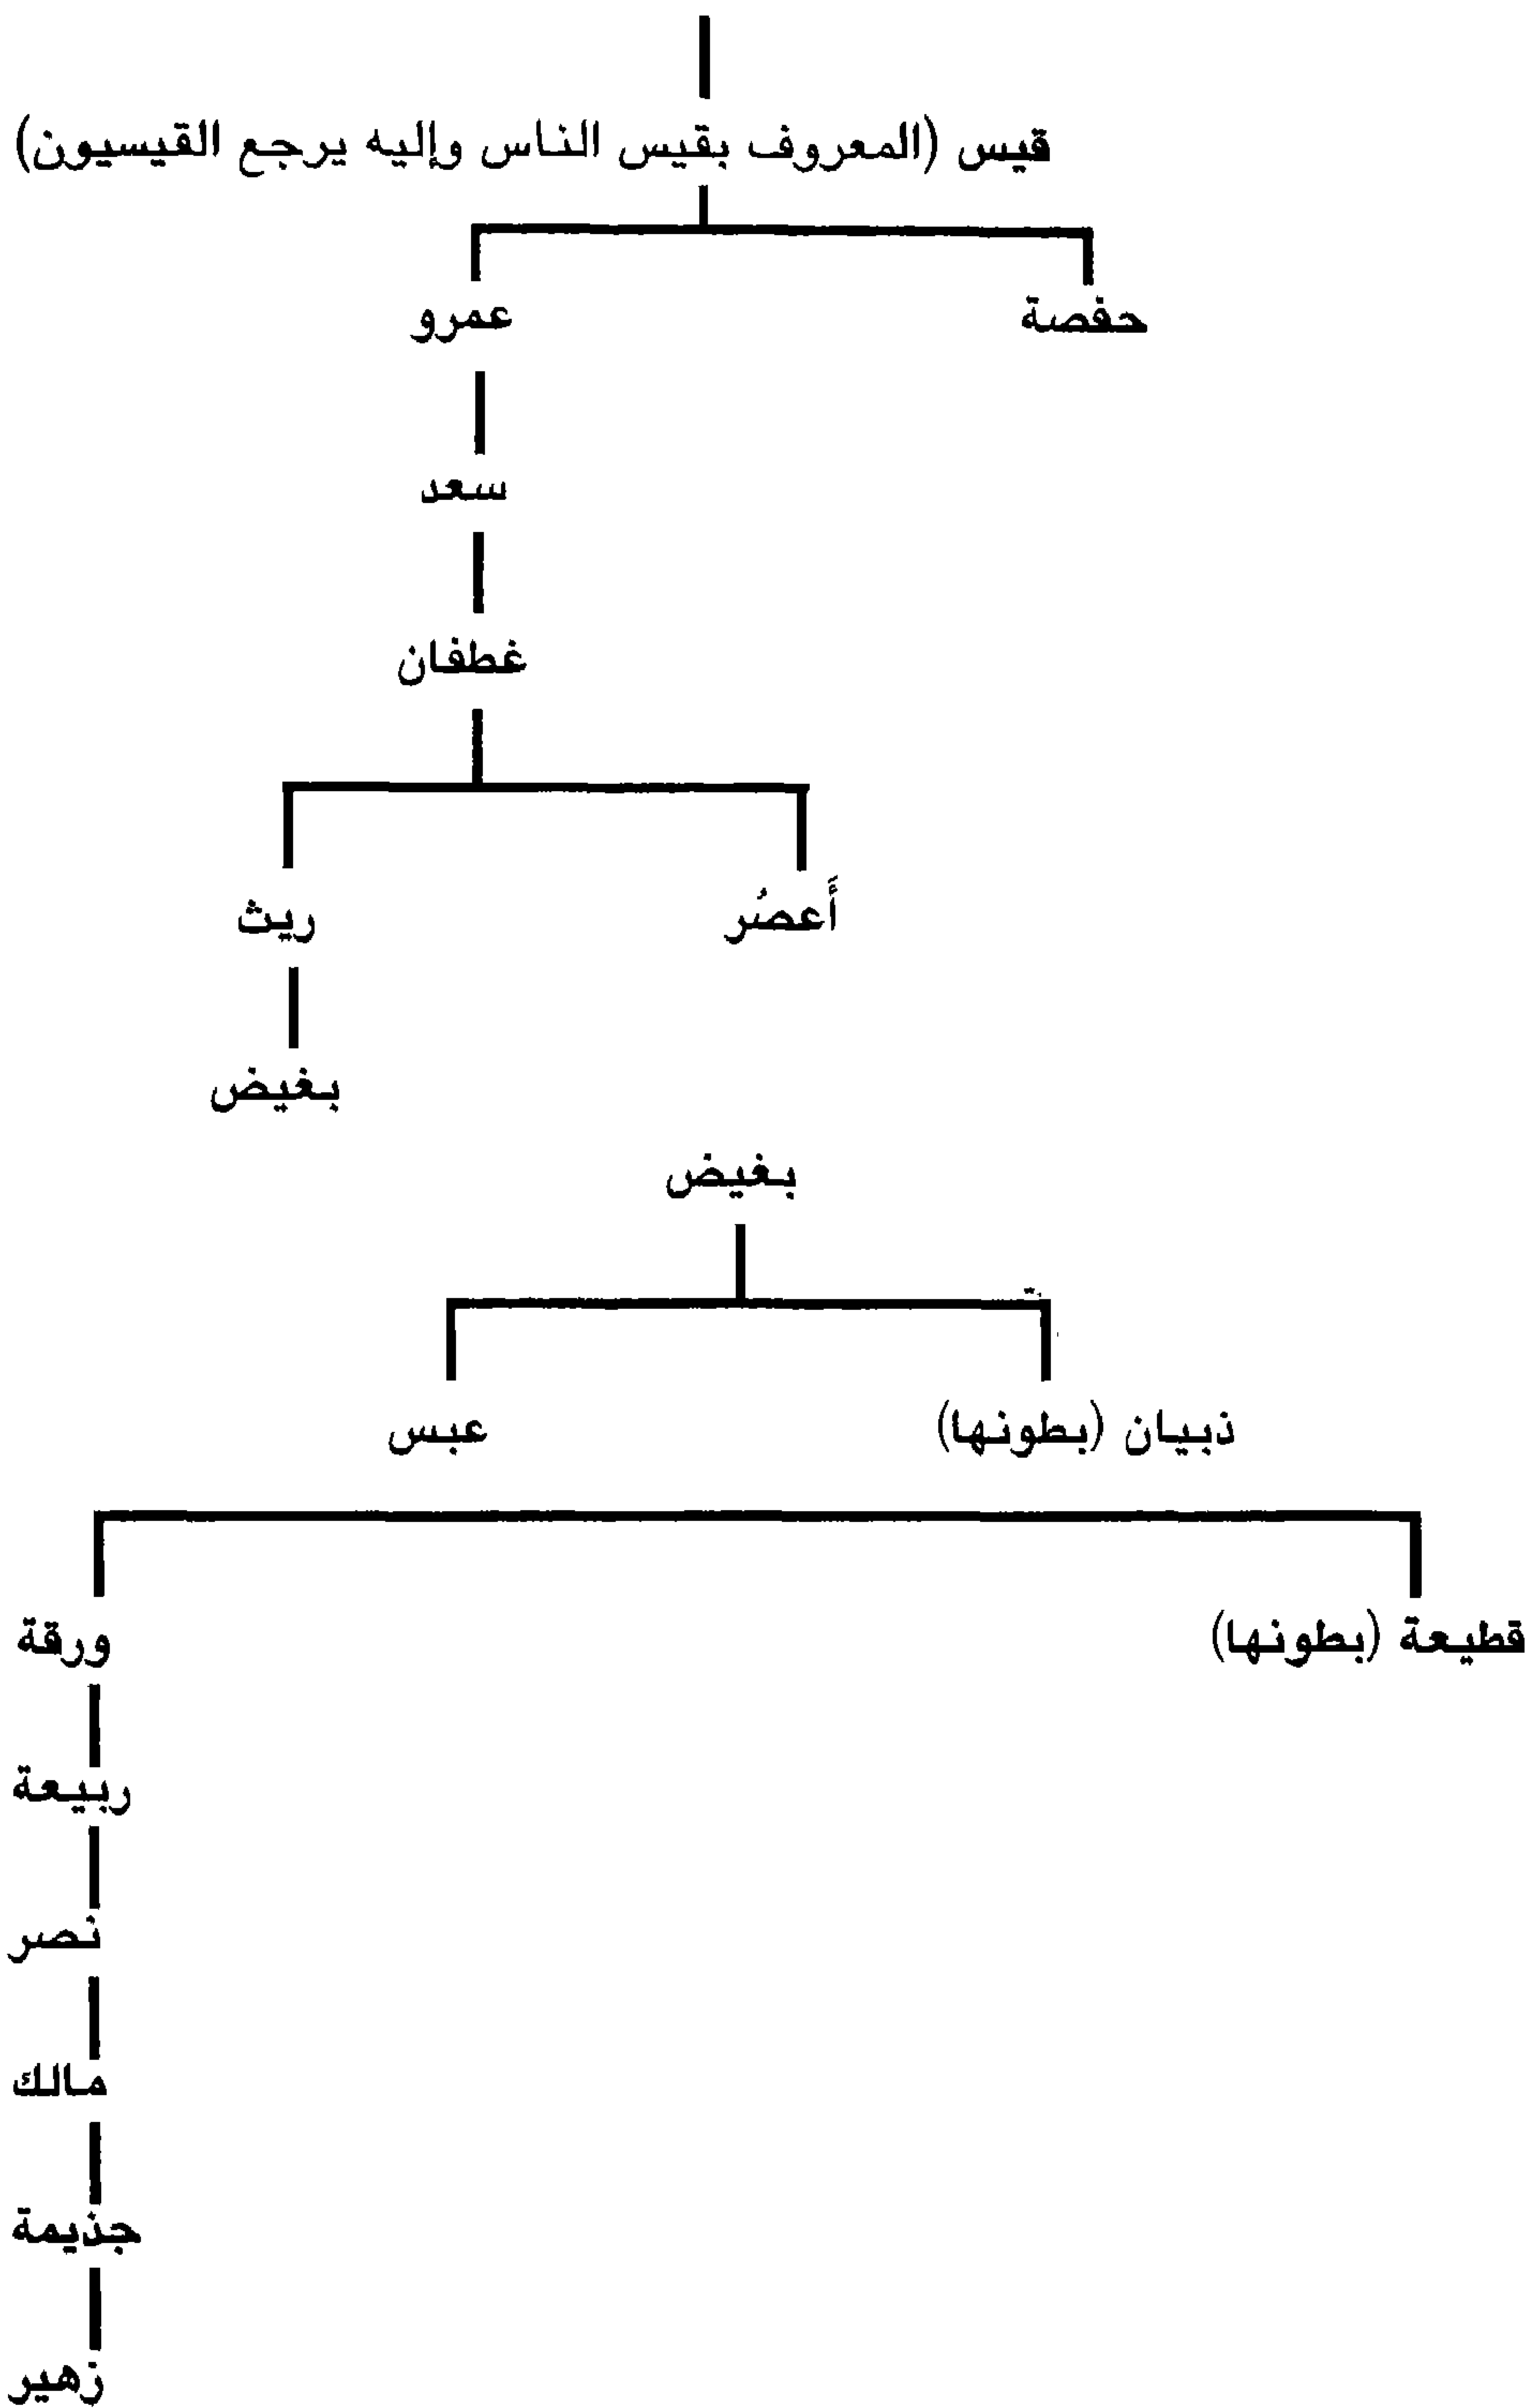 قيس (المعروف بقيس الناس وإليه يرجع القيسيون)
حفصة عمرو
سعد
غطفان
أَعصُر ريث
بغيض
بغيض
ذبيان (بطونها) عبس
قطيعة (بطونها) ورقة
ربيعة
نصر
مالك
جذيمة
زهير